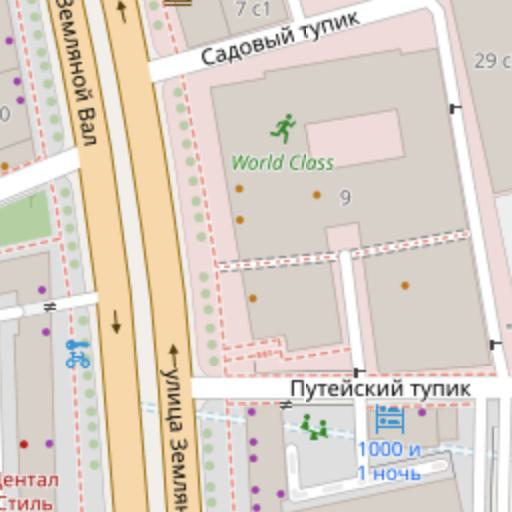 7 с1
Садовый тупик
Земляной Вал
29 с
0
World Class
9
улица Землян
Путейский тупик
1000 и
1 ночь
Дентал
Стиль